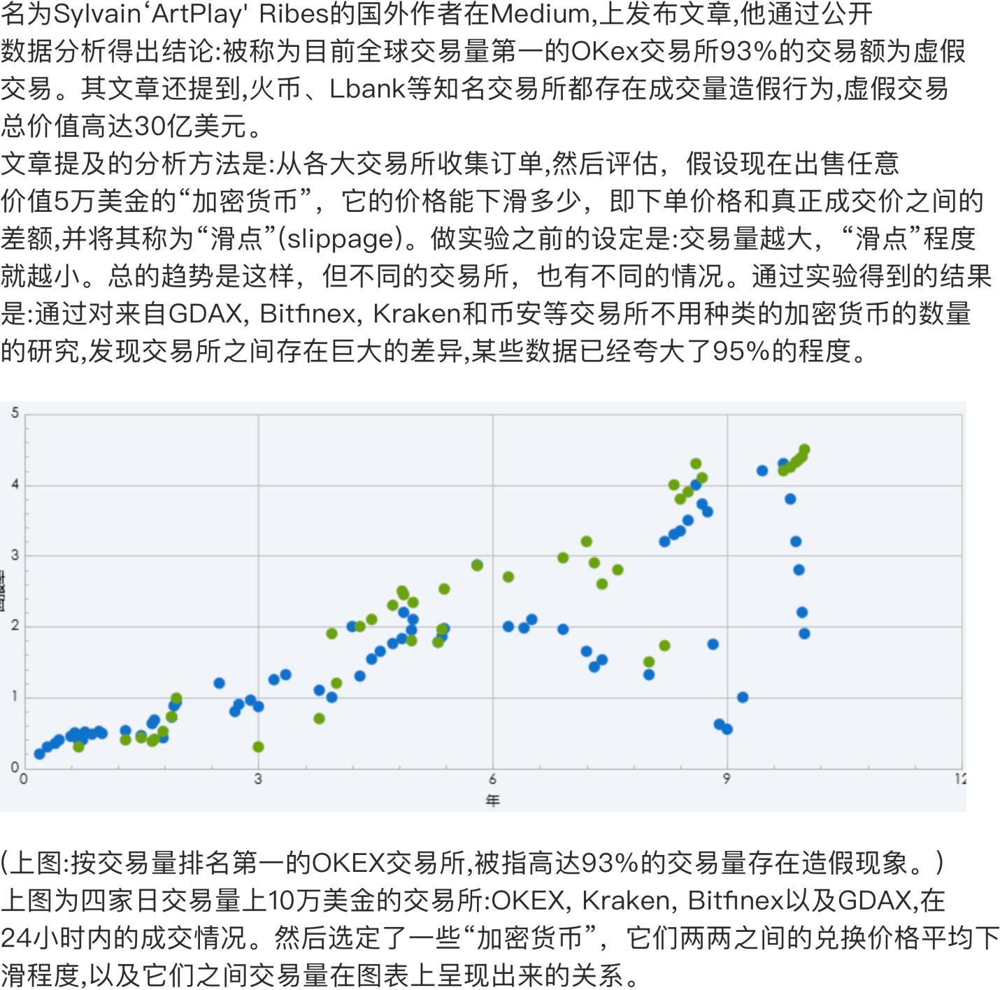 名为Sylvain‘ArtPlay' Ribes的国外作者在Medium,上发布文章,他通过公开
数据分析得出结论:被称为目前全球交易量第一的OKex交易所93%的交易额为虚假
交易。其文章还提到,火币、Lbank等知名交易所都存在成交量造假行为,虚假交易
总价值高达30亿美元。
文章提及的分析方法是:从各大交易所收集订单,然后评估，假设现在出售任意
价值5万美金的“加密货币”，它的价格能下滑多少，即下单价格和真正成交价之间的
差额,并将其称为“滑点”(slippage)。做实验之前的设定是:交易量越大，“滑点”程度
就越小。总的趋势是这样，但不同的交易所，也有不同的情况。通过实验得到的结果
是:通过对来自GDAX, Bitfinex, Kraken和币安等交易所不用种类的加密货币的数量
的研究,发现交易所之间存在巨大的差异,某些数据已经夸大了95%的程度。
5
4
3
2
1
0
0 3 6 9 12
年
(上图:按交易量排名第一的OKEX交易所,被指高达93%的交易量存在造假现象。)
上图为四家日交易量上10万美金的交易所:OKEX, Kraken, Bitfinex以及GDAX,在
24小时内的成交情况。然后选定了一些“加密货币”，它们两两之间的兑换价格平均下
滑程度,以及它们之间交易量在图表上呈现出来的关系。